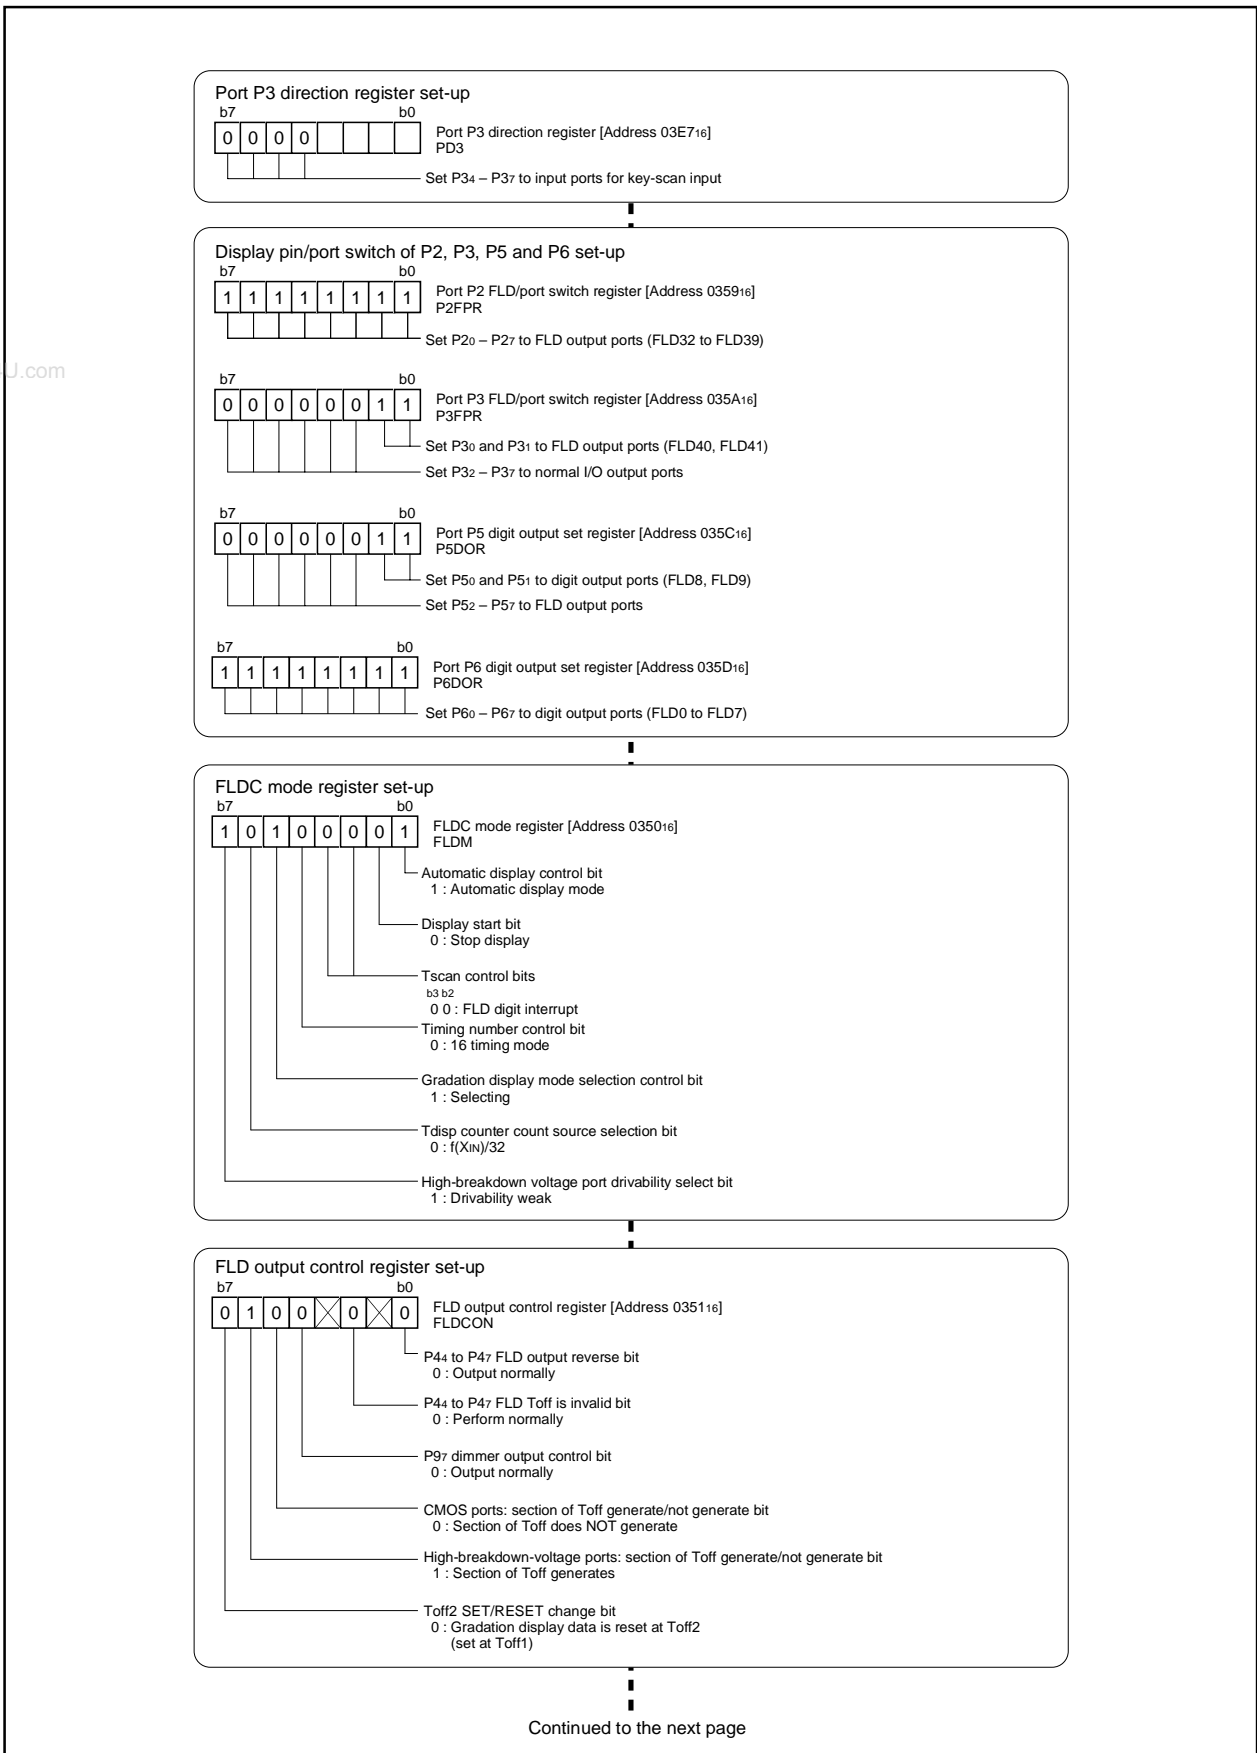 Port P3 direction register set-up
b7 b0
0 0 0 0
Port P3 direction register [Address 03E716]
PD3
Set P34 – P37 to input ports for key-scan input
Display pin/port switch of P2, P3, P5 and P6 set-up
b7 b0
1 1 1 1 1 1 1 1
Port P2 FLD/port switch register [Address 035916]
P2FPR
Set P20 – P27 to FLD output ports (FLD32 to FLD39)
U.com
b7 b0
0 0 0 0 0 0 1 1
Port P3 FLD/port switch register [Address 035A16]
P3FPR
Set P30 and P31 to FLD output ports (FLD40, FLD41)
Set P32 – P37 to normal I/O output ports
b7 b0
0 0 0 0 0 0 1 1
Port P5 digit output set register [Address 035C16]
P5DOR
Set P50 and P51 to digit output ports (FLD8, FLD9)
Set P52 – P57 to FLD output ports
b7 b0
1 1 1 1 1 1 1 1
Port P6 digit output set register [Address 035D16]
P6DOR
Set P60 – P67 to digit output ports (FLD0 to FLD7)
FLDC mode register set-up
b7 b0
1 0 1 0 0 0 0 1
FLDC mode register [Address 035016]
FLDM
Automatic display control bit
1 : Automatic display mode
Display start bit
0 : Stop display
Tscan control bits
b3 b2
0 0 : FLD digit interrupt
Timing number control bit
0 : 16 timing mode
Gradation display mode selection control bit
1 : Selecting
Tdisp counter count source selection bit
0 : f(XIN)/32
High-breakdown voltage port drivability select bit
1 : Drivability weak
FLD output control register set-up
b7 b0
0 1 0 0 0 0
FLD output control register [Address 035116]
FLDCON
P44 to P47 FLD output reverse bit
0 : Output normally
P44 to P47 FLD Toff is invalid bit
0 : Perform normally
P97 dimmer output control bit
0 : Output normally
CMOS ports: section of Toff generate/not generate bit
0 : Section of Toff does NOT generate
High-breakdown-voltage ports: section of Toff generate/not generate bit
1 : Section of Toff generates
Toff2 SET/RESET change bit
0 : Gradation display data is reset at Toff2
(set at Toff1)
Continued to the next page